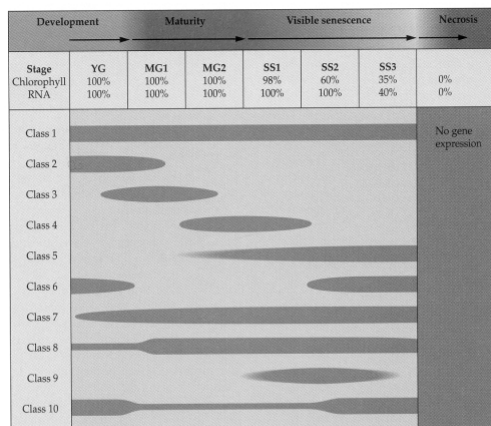 Development Maturity Visible senescence Necrosis
Stage YG MG1 MG2 SS1 SS2 SS3
Chlorophyll 100% 100% 100% 98% 60% 35% 0%
RNA 100% 100% 100% 100% 100% 40% 0%
Class 1 No gene
expression
Class 2
Class 3
Class 4
Class 5
Class 6
Class 7
Class 8
Class 9
Class 10